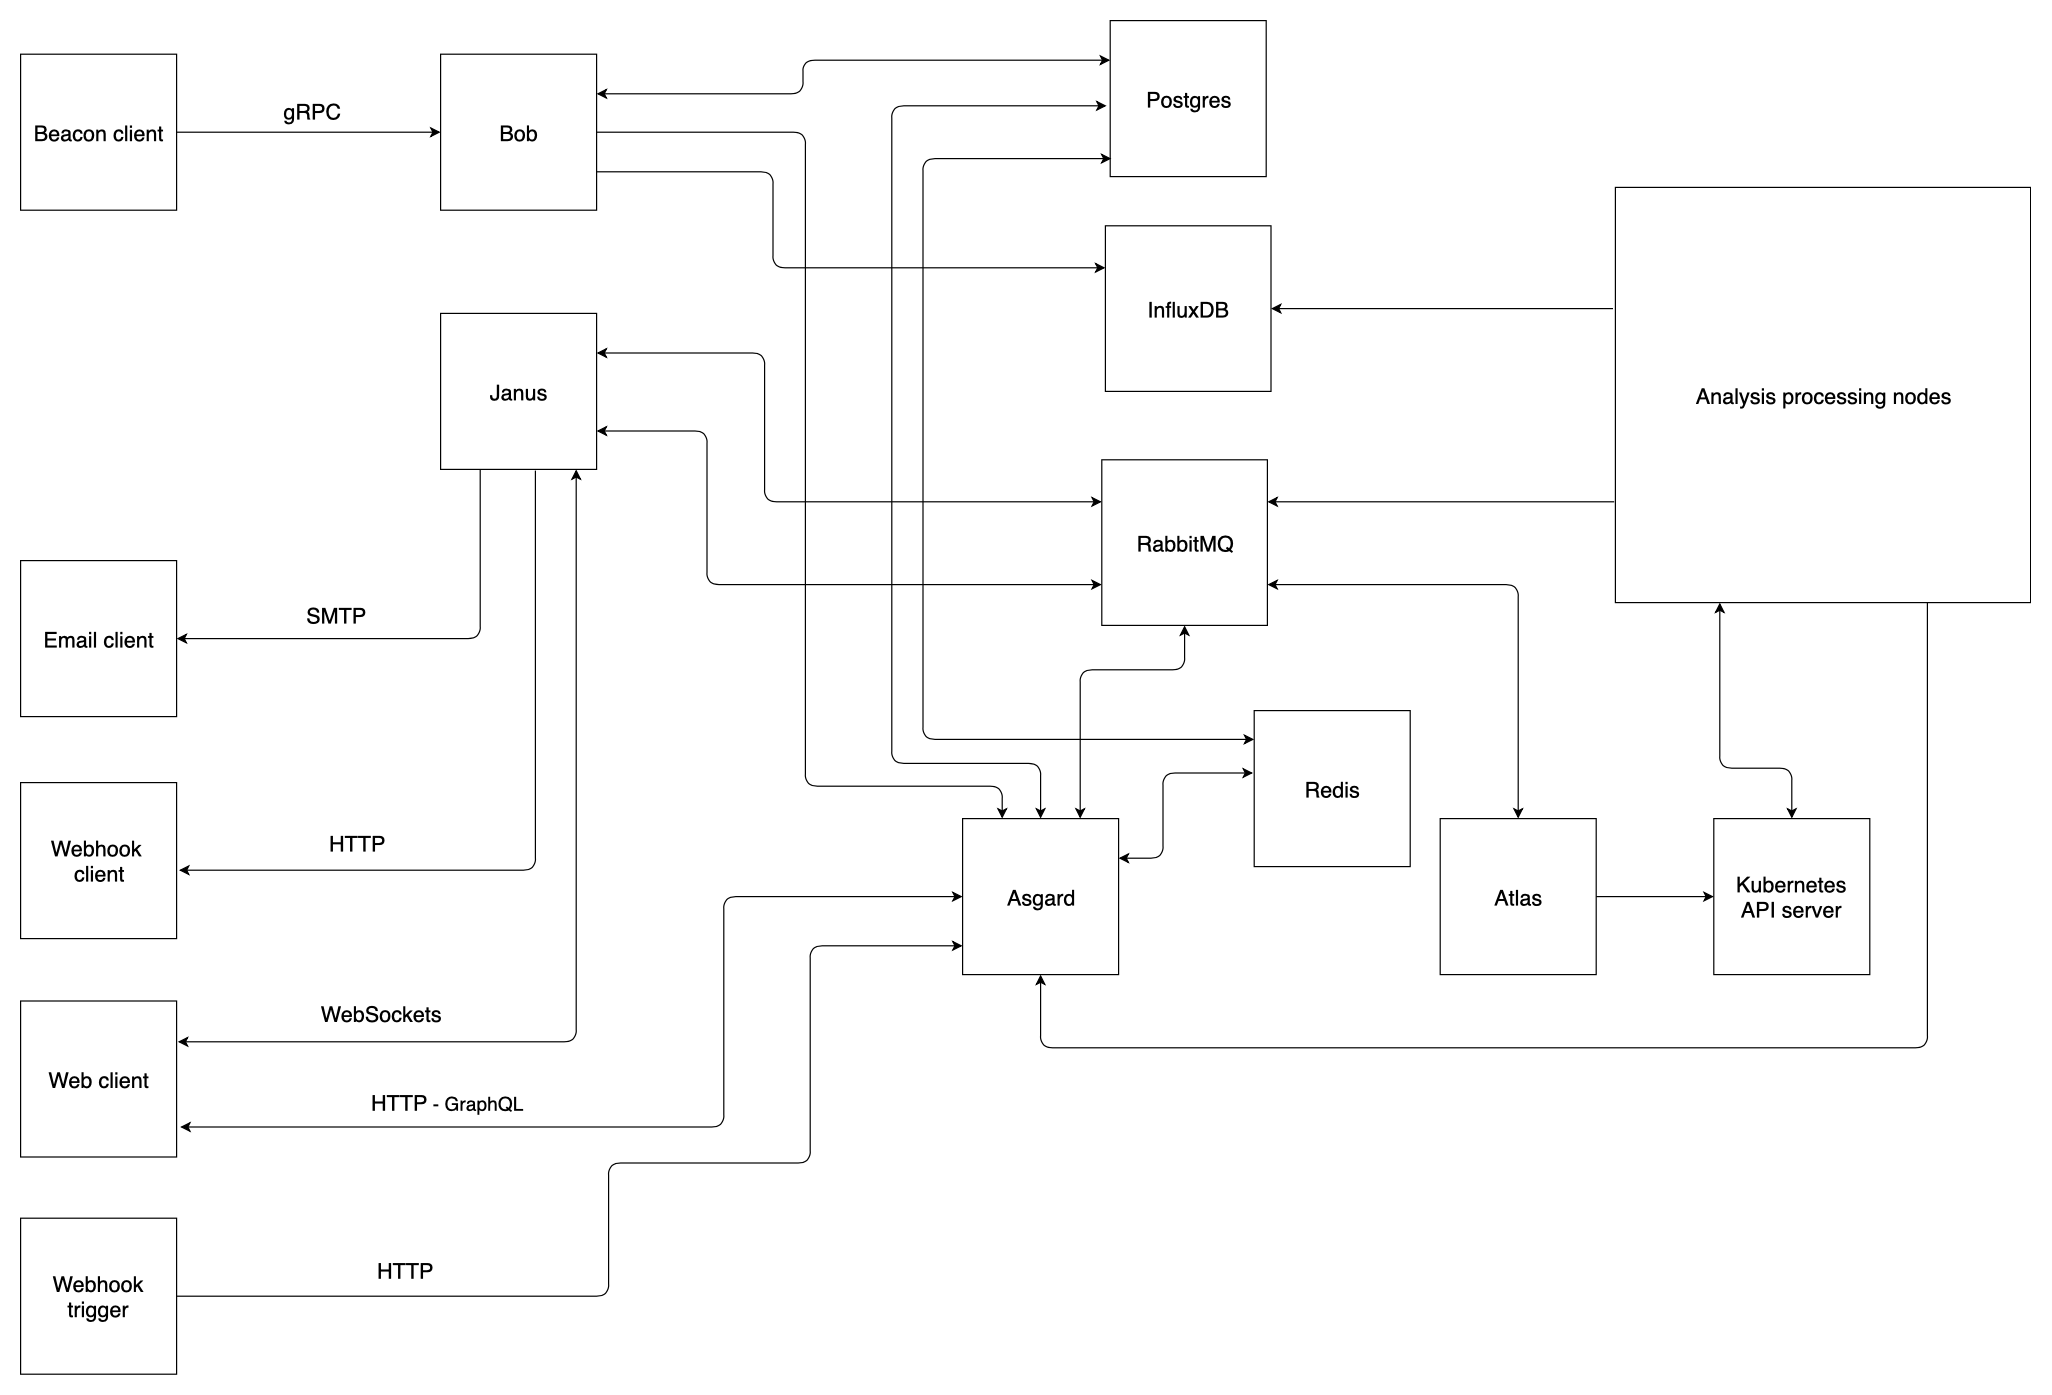 Postgres
gRPC
Beacon client
Bob
InfluxDB
Janus
Analysis processing nodes
RabbitMQ
SMTP
Email client
Redis
HTTP
Webhook
client
Asgard
Atlas
Kubernetes
API server
WebSockets
Web client
HTTP - GraphQL
HTTP
Webhook
trigger